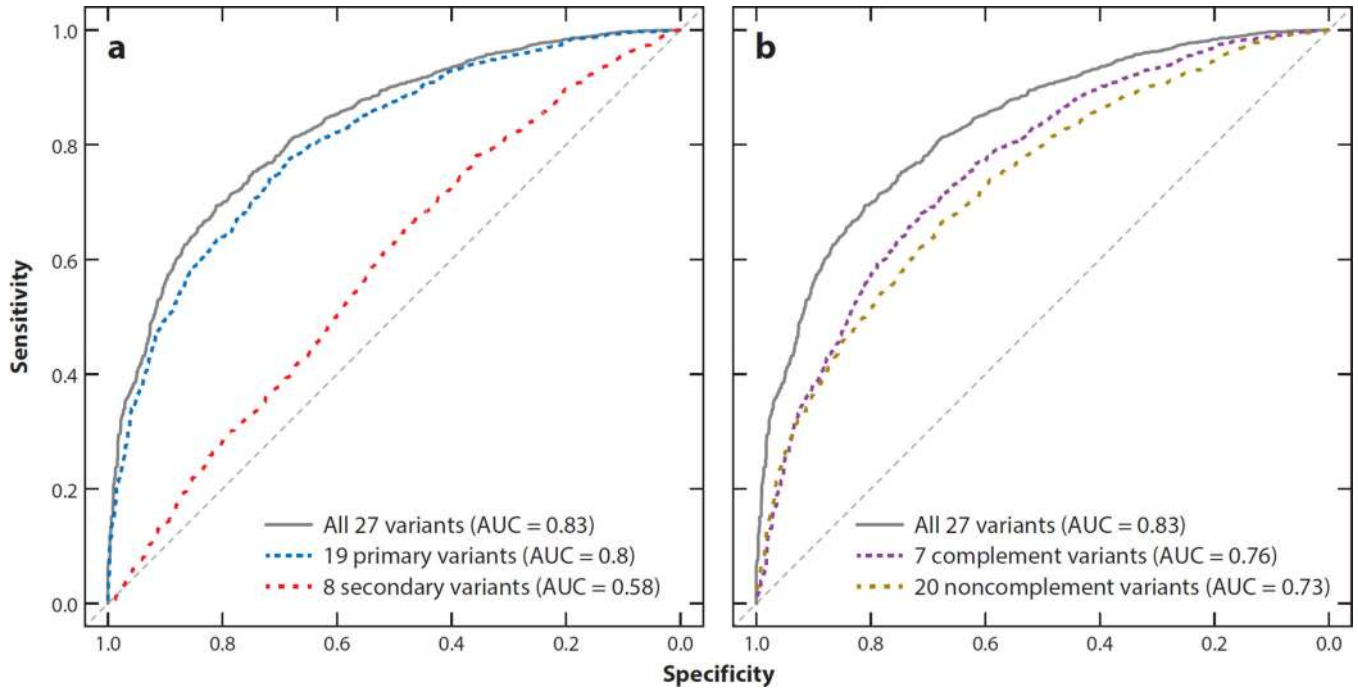 a
b
Sensitivity
1.0
0.8
0.6
0.4
0.2
0.0
All 27 variants (AUC = 0.83)
19 primary variants (AUC = 0.8)
8 secondary variants (AUC = 0.58)
All 27 variants (AUC = 0.83)
7 complement variants (AUC = 0.76)
20 noncomplement variants (AUC = 0.73)
1.0 0.8 0.6 0.4 0.2 0.0
1.0 0.8 0.6 0.4 0.2 0.0
Specificity